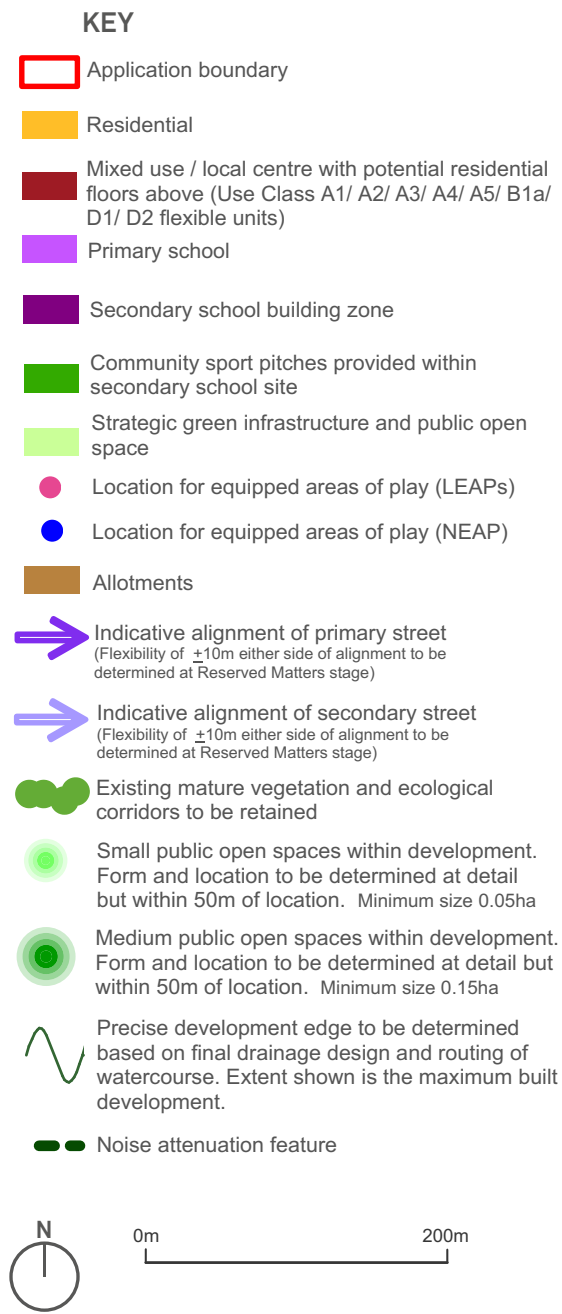 KEY
Application boundary
Residential
Mixed use / local centre with potential residential
floors above (Use Class A1/ A2/ A3/ A4/ A5/ B1a/
D1/ D2 flexible units)
Primary school
Secondary school building zone
Community sport pitches provided within
secondary school site
Strategic green infrastructure and public open
space
Location for equipped areas of play (LEAPs)
Location for equipped areas of play (NEAP)
Allotments
Indicative alignment of primary street
(Flexibility of ±10m either side of alignment to be
determined at Reserved Matters stage)
Indicative alignment of secondary street
(Flexibility of ±10m either side of alignment to be
determined at Reserved Matters stage)
Existing mature vegetation and ecological
corridors to be retained
Small public open spaces within development.
Form and location to be determined at detail
but within 50m of location. Minimum size 0.05ha
Medium public open spaces within development.
Form and location to be determined at detail but
within 50m of location. Minimum size 0.15ha
Precise development edge to be determined
based on final drainage design and routing of
watercourse. Extent shown is the maximum built
development.
Noise attenuation feature
N
0m 200m